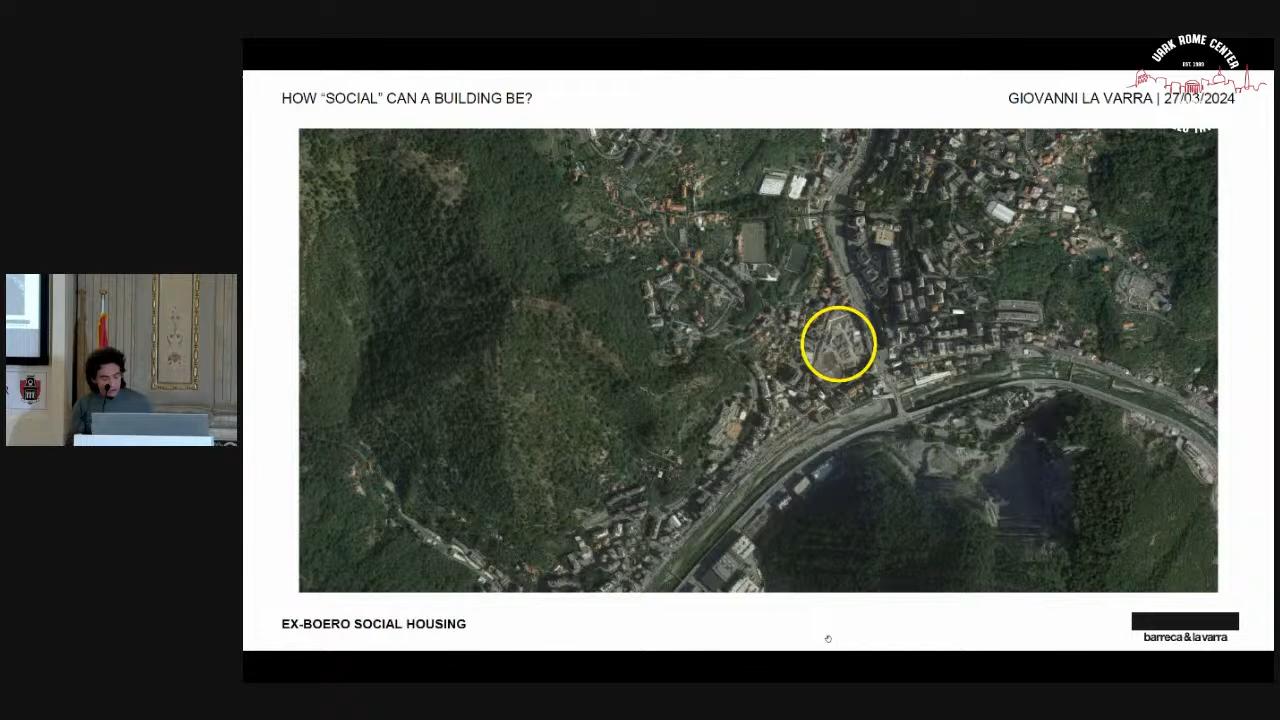 UARK ROME CENTER
EST. 1989
HOW “SOCIAL” CAN A BUILDING BE?
GIOVANNI LA VARRA | 27/03/2024
EX-BOERO SOCIAL HOUSING
barreca & la varra